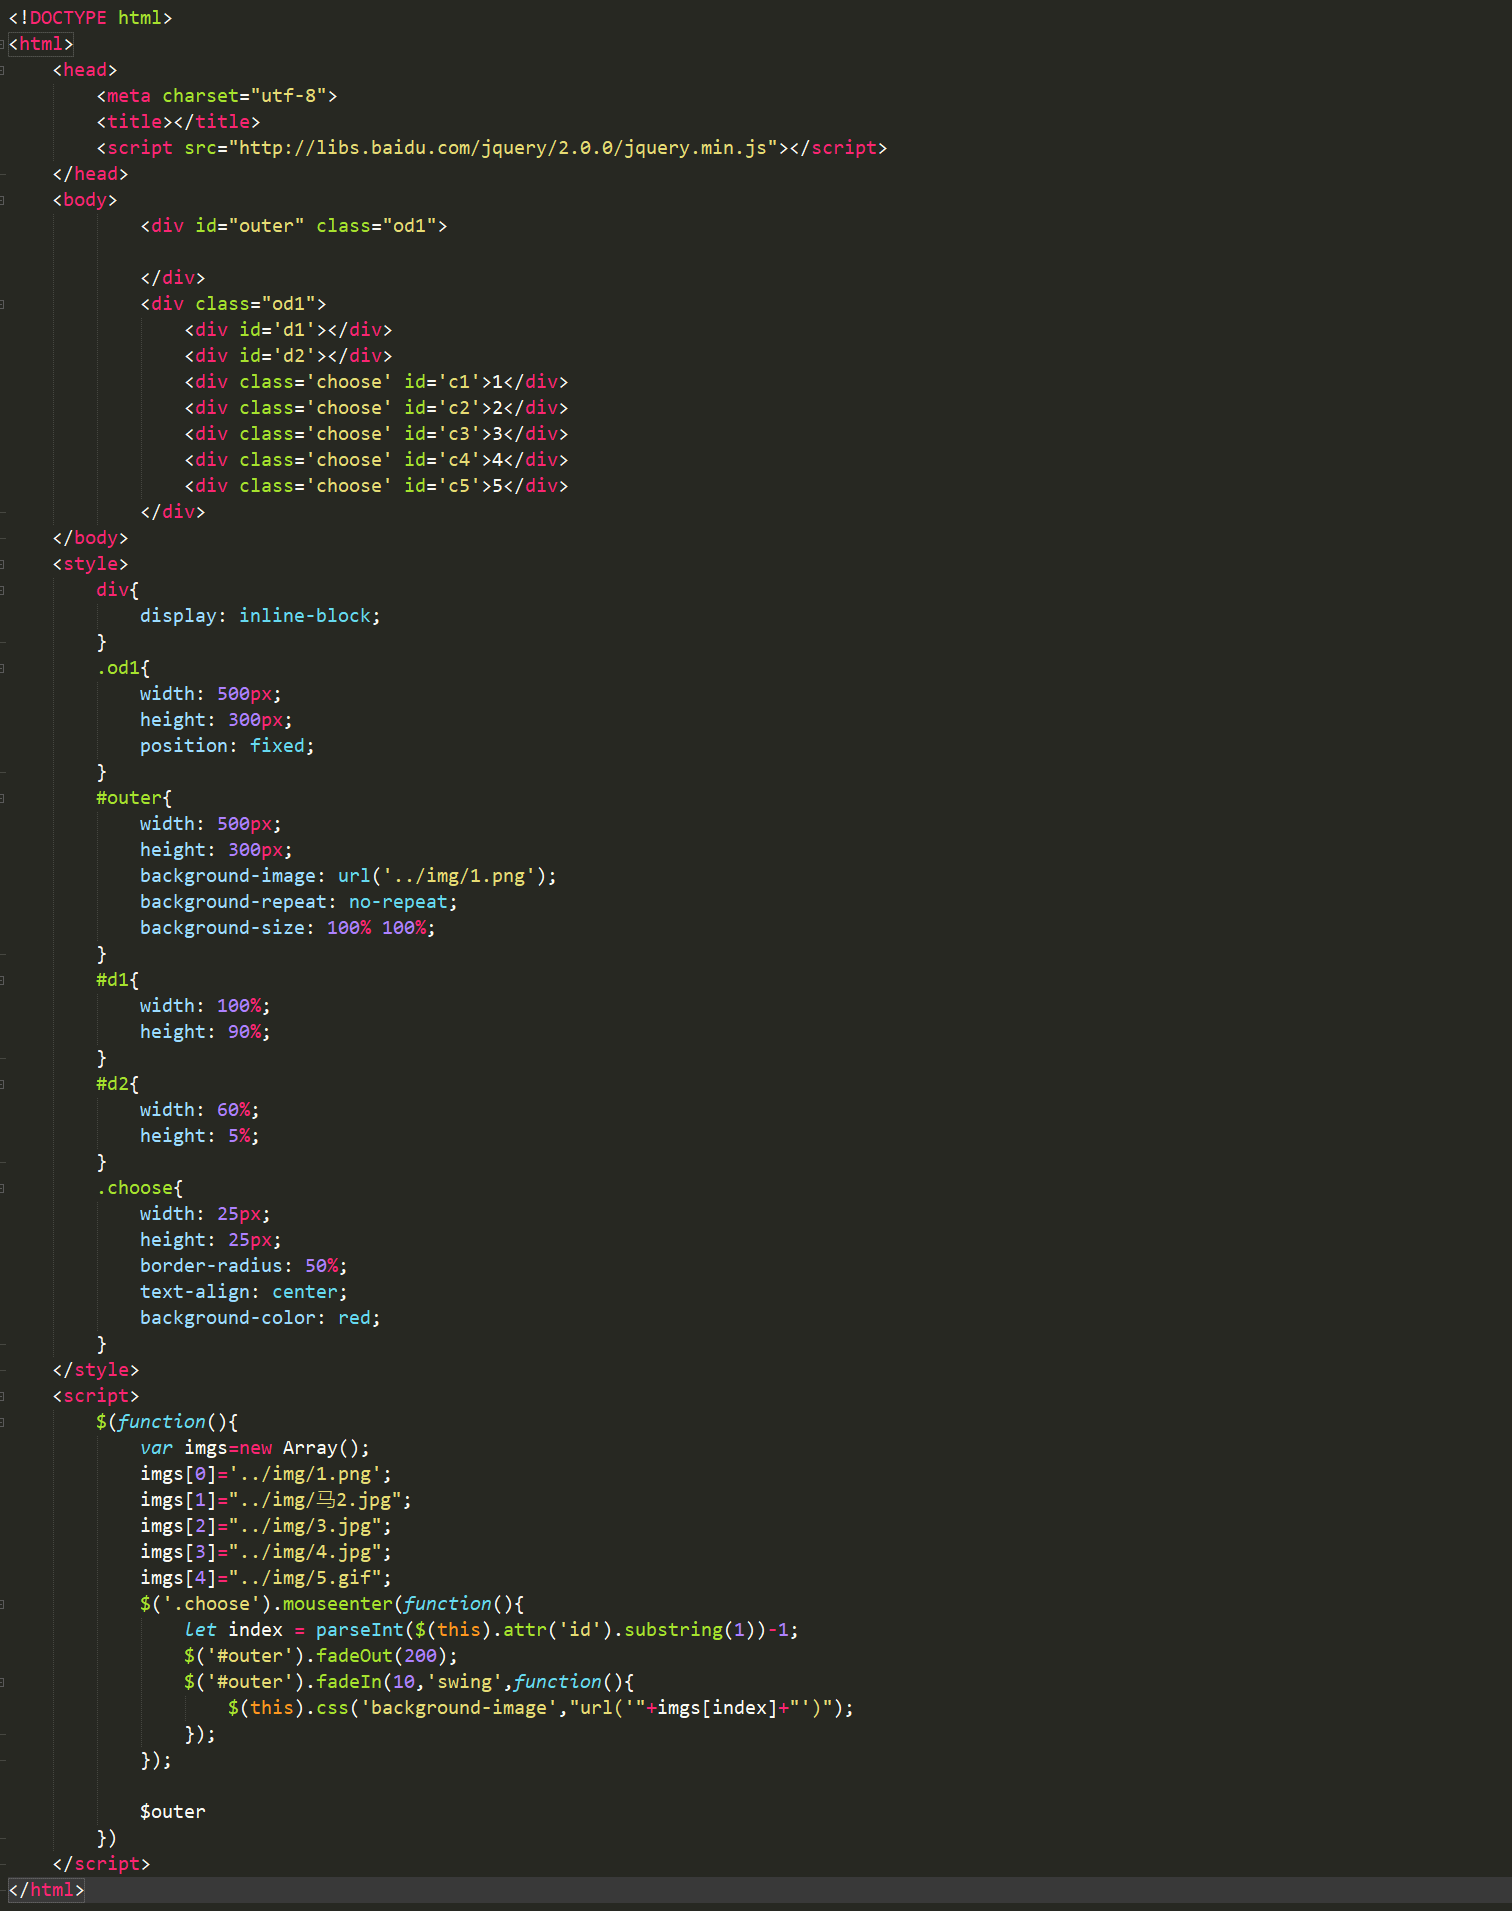 <!DOCTYPE html>
<html>
    <head>
        <meta charset="utf-8">
        <title></title>
        <script src="http://libs.baidu.com/jquery/2.0.0/jquery.min.js"></script>
    </head>
    <body>
            <div id="outer" class="od1">

            </div>
            <div class="od1">
                <div id='d1'></div>
                <div id='d2'></div>
                <div class='choose' id='c1'>1</div>
                <div class='choose' id='c2'>2</div>
                <div class='choose' id='c3'>3</div>
                <div class='choose' id='c4'>4</div>
                <div class='choose' id='c5'>5</div>
            </div>
    </body>
    <style>
        div{
            display: inline-block;
        }
        .od1{
            width: 500px;
            height: 300px;
            position: fixed;
        }
        #outer{
            width: 500px;
            height: 300px;
            background-image: url('../img/1.png');
            background-repeat: no-repeat;
            background-size: 100% 100%;
        }
        #d1{
            width: 100%;
            height: 90%;
        }
        #d2{
            width: 60%;
            height: 5%;
        }
        .choose{
            width: 25px;
            height: 25px;
            border-radius: 50%;
            text-align: center;
            background-color: red;
        }
    </style>
    <script>
        $(function(){
            var imgs=new Array();
            imgs[0]='../img/1.png';
            imgs[1]="../img/马2.jpg";
            imgs[2]="../img/3.jpg";
            imgs[3]="../img/4.jpg";
            imgs[4]="../img/5.gif";
            $('.choose').mouseenter(function(){
                let index = parseInt($(this).attr('id').substring(1))-1;
                $('#outer').fadeOut(200);
                $('#outer').fadeIn(10,'swing',function(){
                    $(this).css('background-image',"url('"+imgs[index]+"')");
                });
            });

            $outer
        })
    </script>
</html>